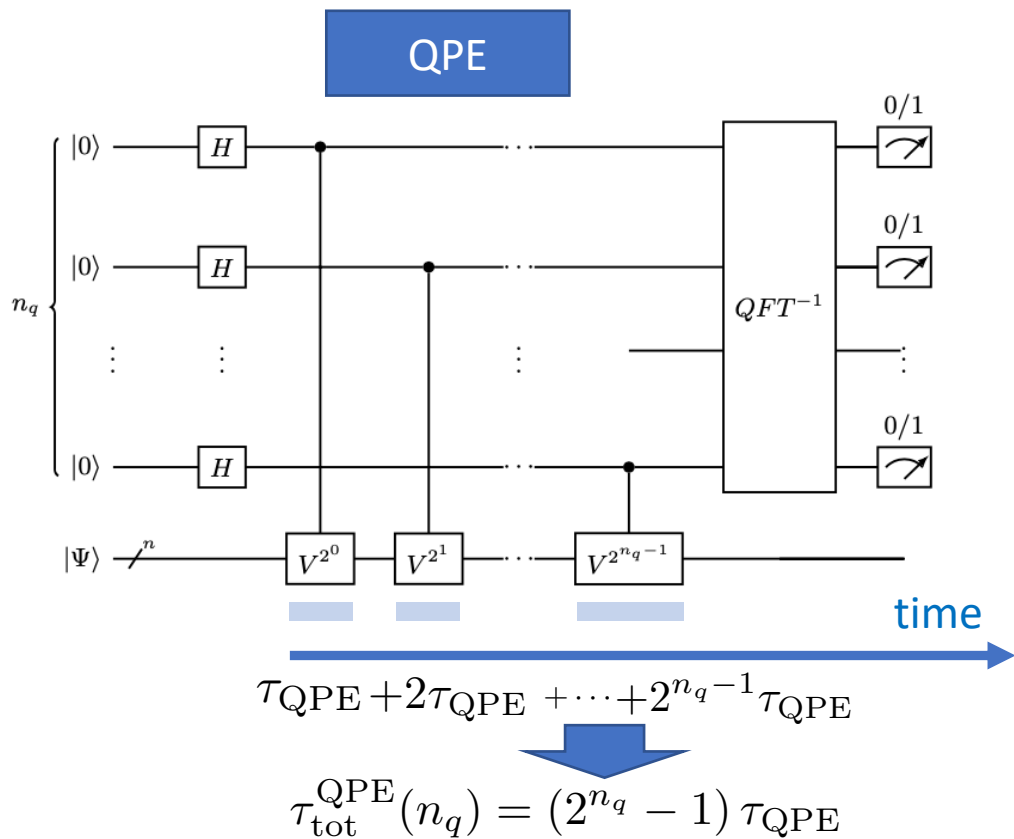 QPE
0/1
|0⟩ H
0/1
|0⟩ H
n_q
QFT⁻¹
⋮ ⋮ ⋮ ⋮
0/1
|0⟩ H
|Ψ⟩ n V^{2^0} V^{2^1} ··· V^{2^{n_q−1}}
time
τ_QPE + 2τ_QPE + ··· + 2^{n_q−1} τ_QPE
τ_tot^QPE(n_q) = (2^{n_q} − 1) τ_QPE